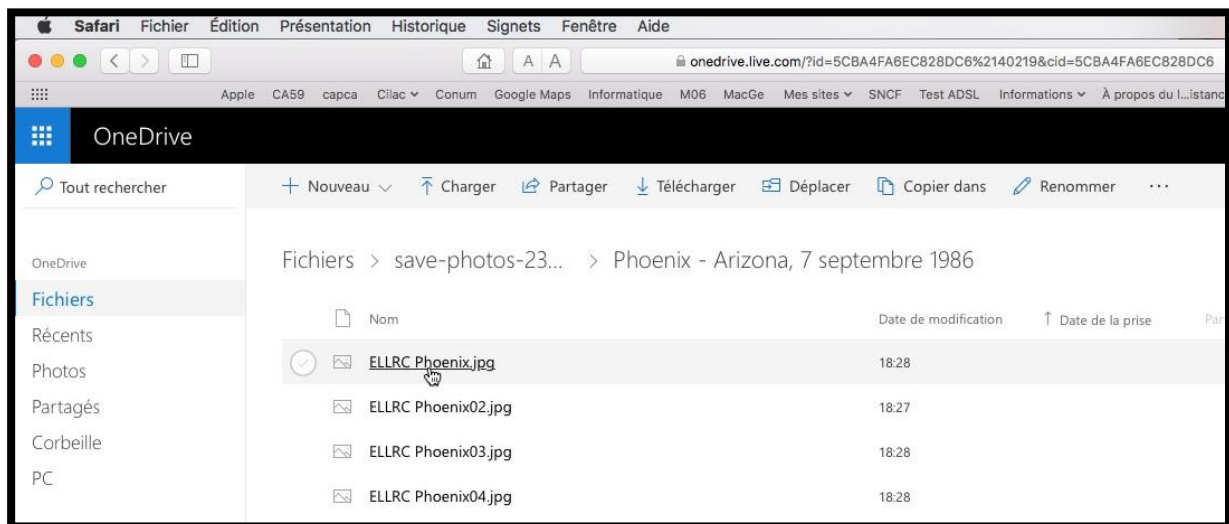 Safari Fichier Édition Présentation Historique Signets Fenêtre Aide
A A onedrive.live.com/?id=5CBA4FA6EC828DC6%2140219&cid=5CBA4FA6EC828DC6
Apple CA59 capca Cilac Conum Google Maps Informatique M06 MacGe Mes sites SNCF Test ADSL Informations À propos du l...istanc
OneDrive
Tout rechercher + Nouveau Charger Partager Télécharger Déplacer Copier dans Renommer ...
OneDrive
Fichiers > save-photos-23... > Phoenix - Arizona, 7 septembre 1986
Fichiers
Récents
Photos
Partagés
Corbeille
PC
Nom Date de modification ↑ Date de la prise Par
ELLRC Phoenix.jpg 18:28
ELLRC Phoenix02.jpg 18:27
ELLRC Phoenix03.jpg 18:28
ELLRC Phoenix04.jpg 18:28